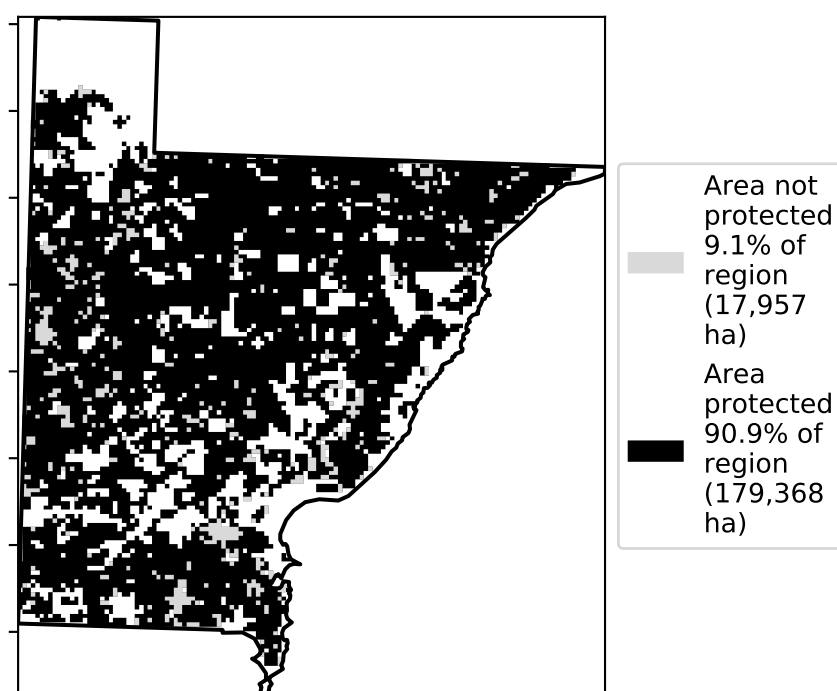 Area not
protected
9.1% of
region
(17,957
ha)
Area
protected
90.9% of
region
(179,368
ha)